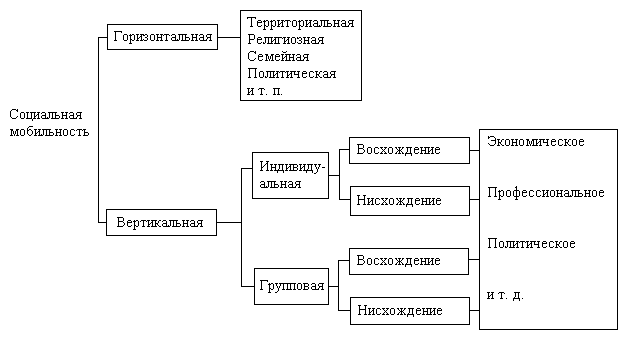 Горизонтальная
Территориальная
Религиозная
Семейная
Политическая
и т. п.
Социальная
мобильность
Вертикальная
Индивиду-
альная
Восхождение
Нисхождение
Групповая
Восхождение
Нисхождение
Экономическое
Профессиональное
Политическое
и т. д.